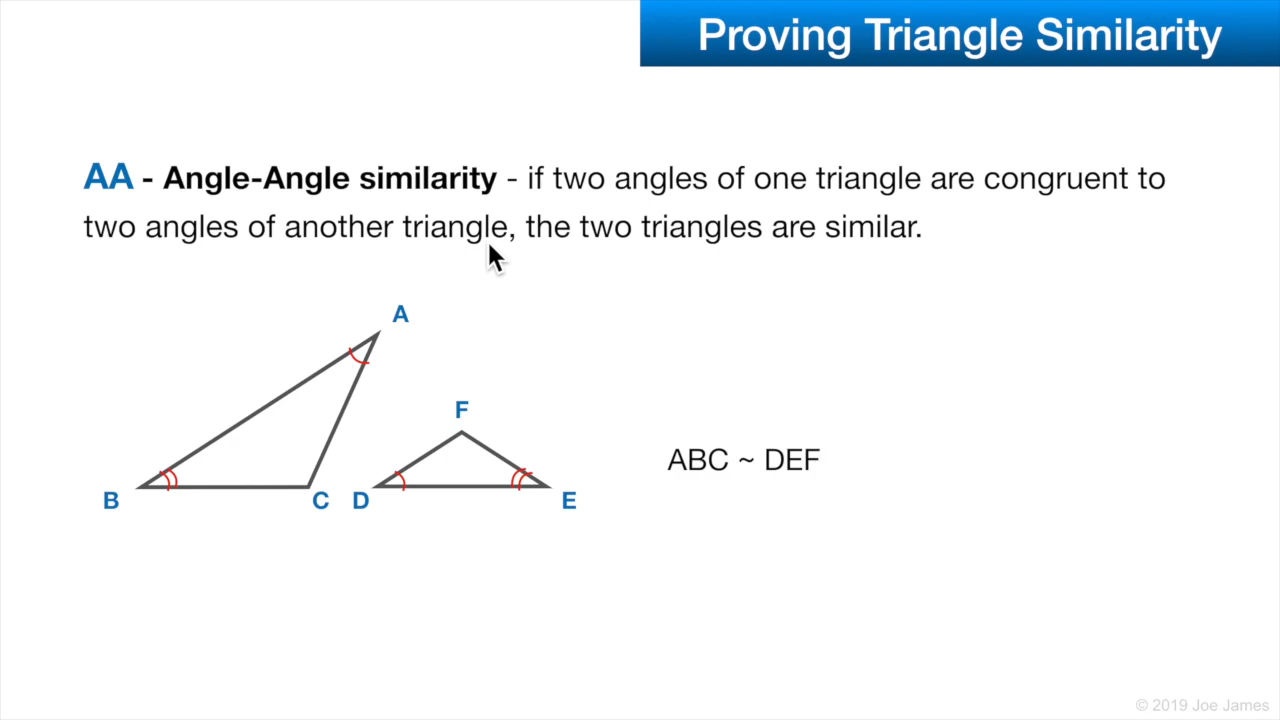 Proving Triangle Similarity
AA - Angle-Angle similarity - if two angles of one triangle are congruent to
two angles of another triangle, the two triangles are similar.
A
F
ABC ~ DEF
B
C
D
E
© 2019 Joe James